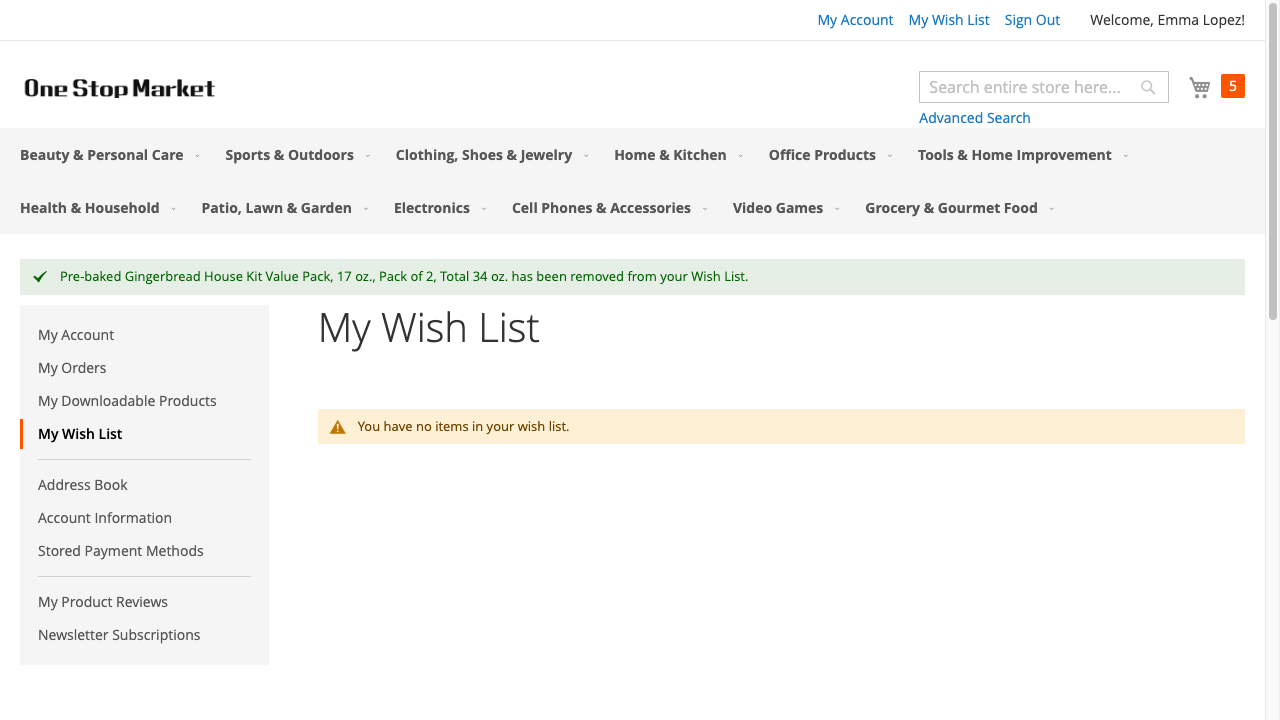 My Account My Wish List Sign Out Welcome, Emma Lopez!
One Stop Market
Search entire store here...
5
Advanced Search
Beauty & Personal Care Sports & Outdoors Clothing, Shoes & Jewelry Home & Kitchen Office Products Tools & Home Improvement
Health & Household Patio, Lawn & Garden Electronics Cell Phones & Accessories Video Games Grocery & Gourmet Food
Pre-baked Gingerbread House Kit Value Pack, 17 oz., Pack of 2, Total 34 oz. has been removed from your Wish List.
My Account
My Orders
My Downloadable Products
My Wish List
Address Book
Account Information
Stored Payment Methods
My Product Reviews
Newsletter Subscriptions
My Wish List
You have no items in your wish list.